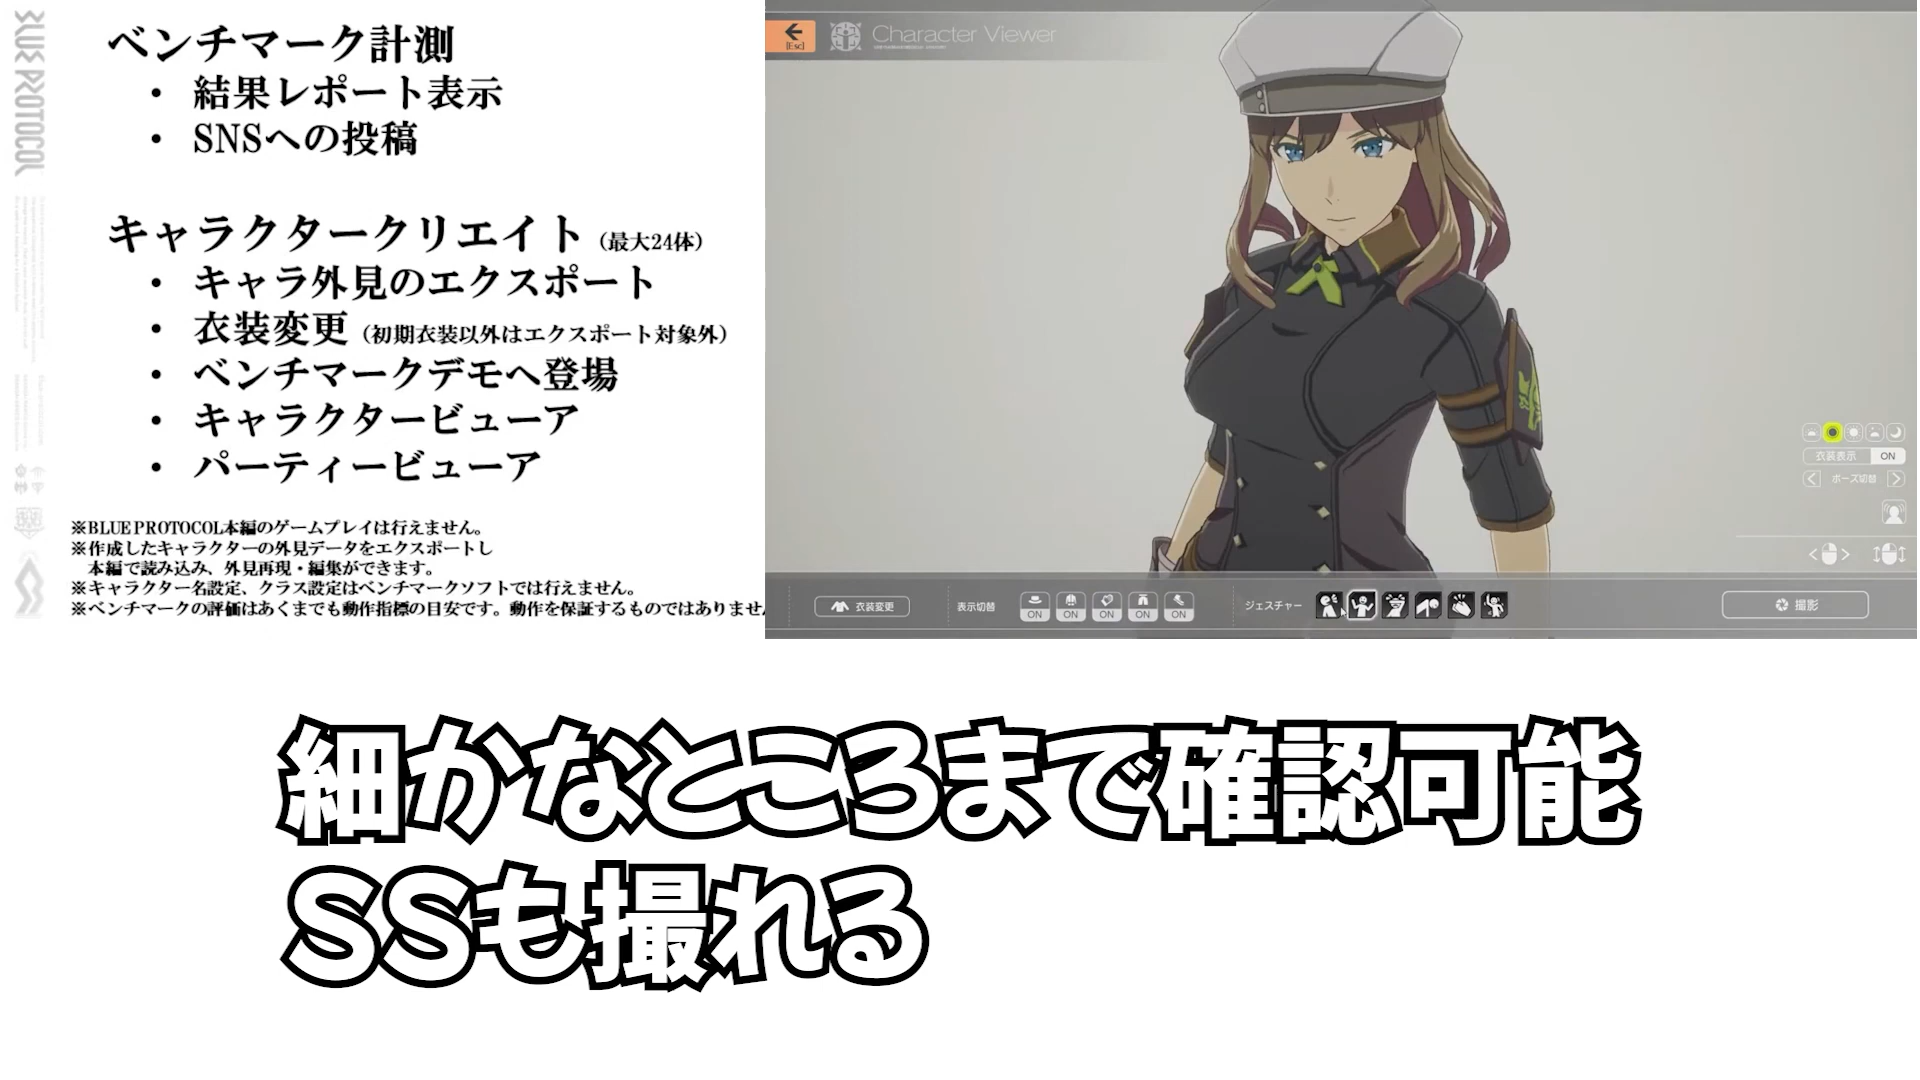 BLUE PROTOCOL
ベンチマーク計測
・ 結果レポート表示
・ SNSへの投稿
キャラクタークリエイト（最大24体）
・ キャラ外見のエクスポート
・ 衣装変更（初期衣装以外はエクスポート対象外）
・ ベンチマークデモへ登場
・ キャラクタービューア
・ パーティービューア
※BLUE PROTOCOL本編のゲームプレイは行えません。
※作成したキャラクターの外見データをエクスポートし
本編で読み込み、外見再現・編集ができます。
※キャラクター名設定、クラス設定はベンチマークソフトでは行えません。
※ベンチマークの評価はあくまでも動作指標の目安です。動作を保証するものではありませ
[Esc]
Character Viewer
衣装表示 ON
ポーズ切替
衣装変更
表示切替
ON ON ON ON ON
ジェスチャー
撮影
細かなところまで確認可能
SSも撮れる